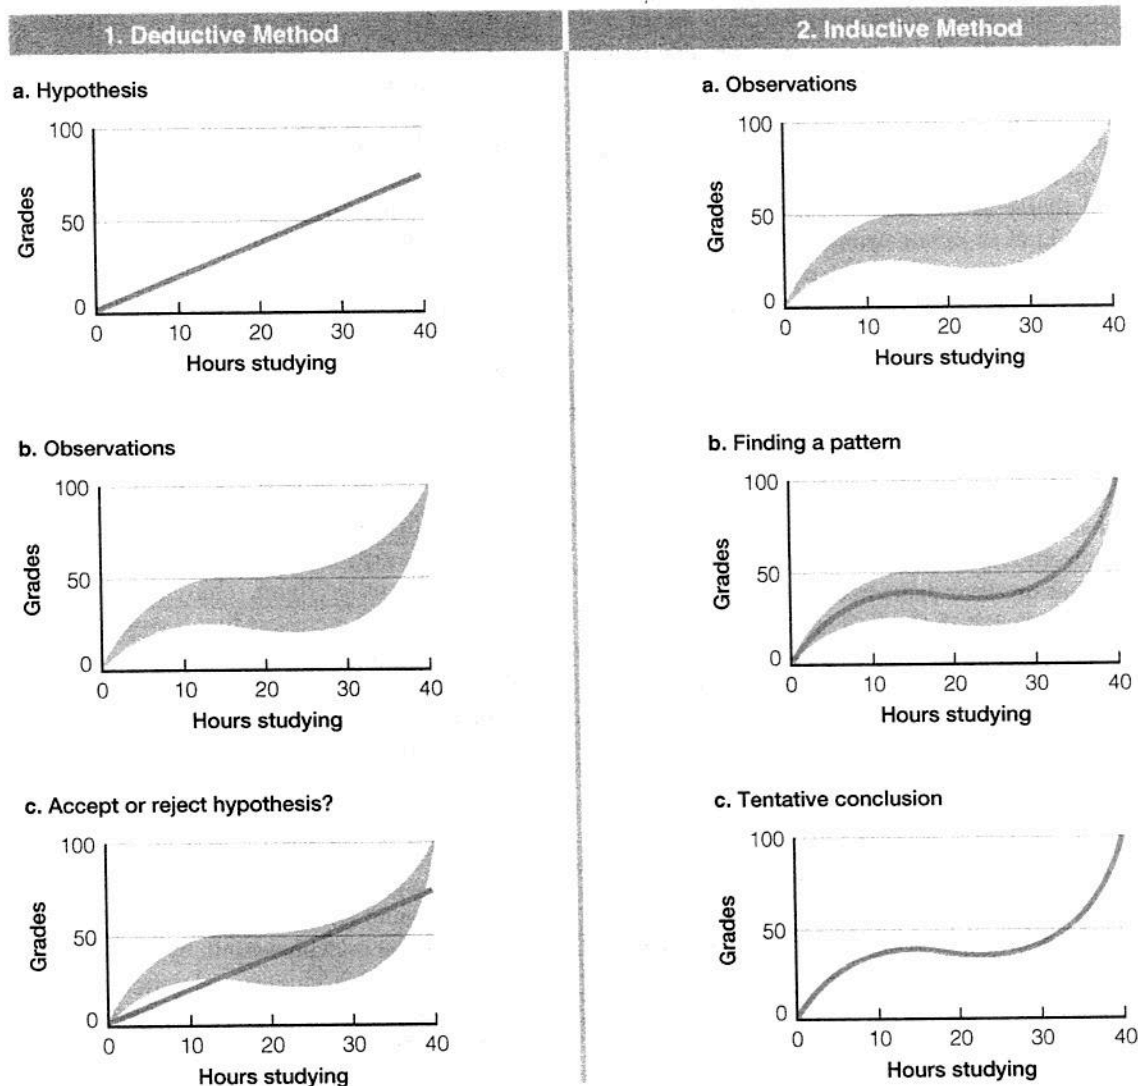 1. Deductive Method
a. Hypothesis
100
50
0
Grades
0 10 20 30 40
Hours studying
b. Observations
100
50
0
Grades
0 10 20 30 40
Hours studying
c. Accept or reject hypothesis?
100
50
0
Grades
0 10 20 30 40
Hours studying
2. Inductive Method
a. Observations
100
50
0
Grades
0 10 20 30 40
Hours studying
b. Finding a pattern
100
50
0
Grades
0 10 20 30 40
Hours studying
c. Tentative conclusion
100
50
0
Grades
0 10 20 30 40
Hours studying